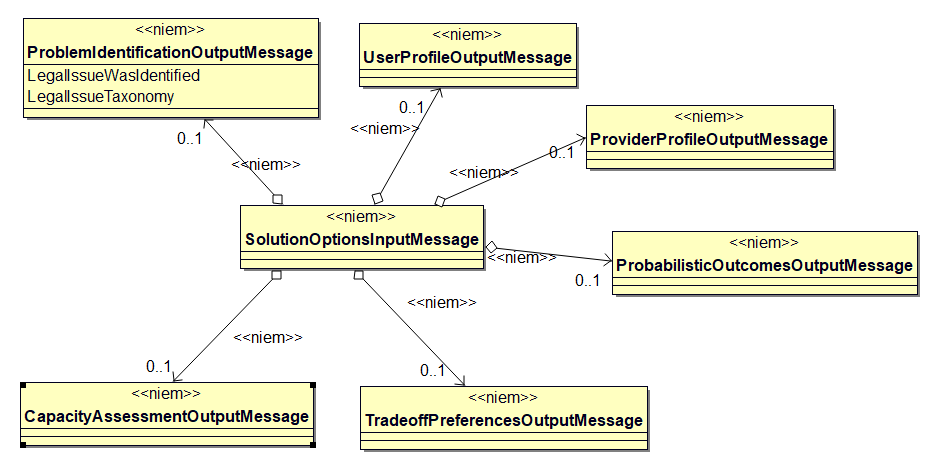 <<niem>>
ProblemIdentificationOutputMessage
LegalIssueWasIdentified
LegalIssueTaxonomy
<<niem>>
UserProfileOutputMessage
<<niem>>
ProviderProfileOutputMessage
0..1
<<niem>>
0..1
<<niem>>
0..1
<<niem>>
<<niem>>
SolutionOptionsInputMessage
<<niem>>
ProbabilisticOutcomesOutputMessage
<<niem>>
0..1
<<niem>>
0..1
<<niem>>
0..1
<<niem>>
CapacityAssessmentOutputMessage
<<niem>>
TradeoffPreferencesOutputMessage